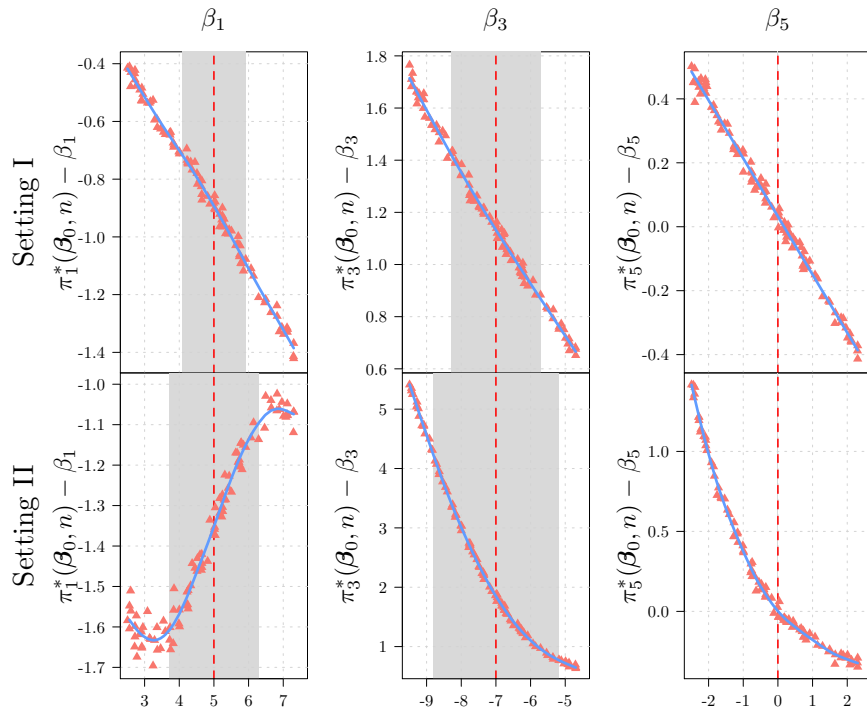 β₁ β₃ β₅
Setting I
π₁*(β₀, n) − β₁
-0.4
-0.6
-0.8
-1.0
-1.2
-1.4
π₃*(β₀, n) − β₃
1.8
1.6
1.4
1.2
1.0
0.8
0.6
π₅*(β₀, n) − β₅
0.4
0.2
0.0
-0.2
-0.4
Setting II
π₁*(β₀, n) − β₁
-1.0
-1.1
-1.2
-1.3
-1.4
-1.5
-1.6
-1.7
π₃*(β₀, n) − β₃
5
4
3
2
1
π₅*(β₀, n) − β₅
1.0
0.5
0.0
3 4 5 6 7
-9 -8 -7 -6 -5
-2 -1 0 1 2